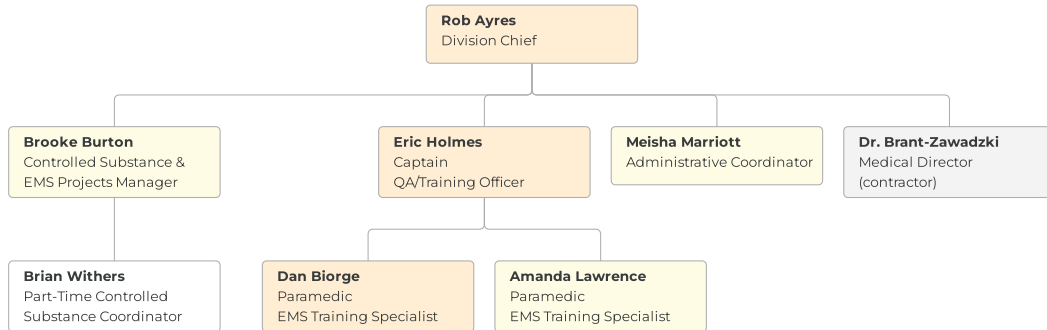 Rob Ayres
Division Chief
Brooke Burton
Controlled Substance &
EMS Projects Manager
Eric Holmes
Captain
QA/Training Officer
Meisha Marriott
Administrative Coordinator
Dr. Brant-Zawadzki
Medical Director
(contractor)
Brian Withers
Part-Time Controlled
Substance Coordinator
Dan Biorge
Paramedic
EMS Training Specialist
Amanda Lawrence
Paramedic
EMS Training Specialist